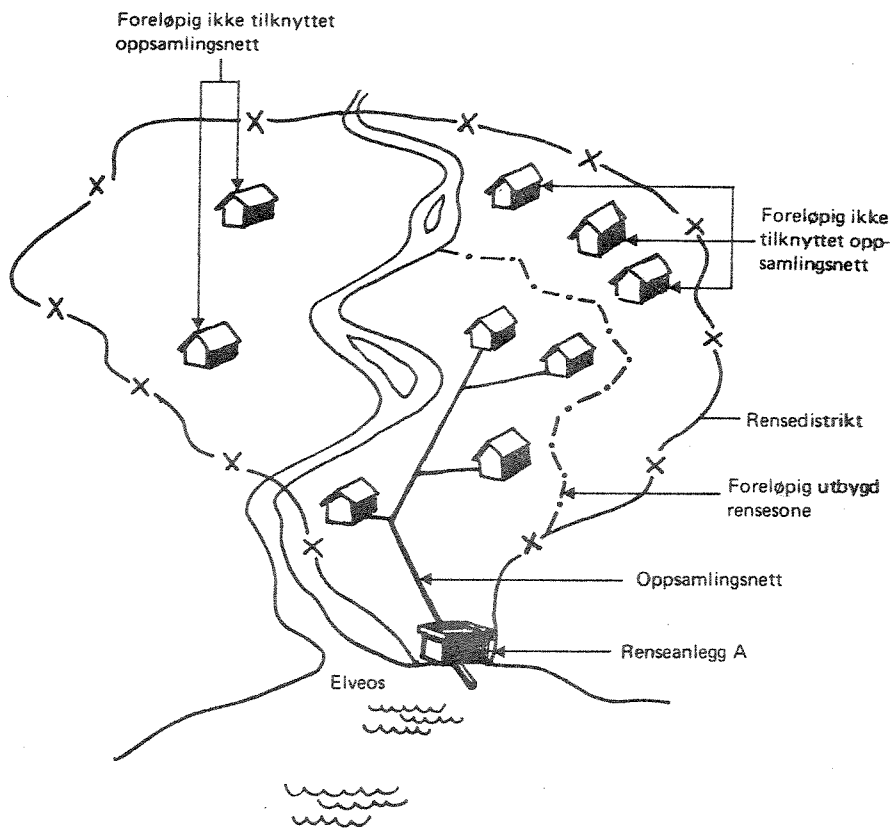 Foreløpig ikke tilknyttet
oppsamlingsnett
Foreløpig ikke
tilknyttet opp-
samlingsnett
Rensedistrikt
Foreløpig utbygd
rensesone
Oppsamlingsnett
Renseanlegg A
Elveos